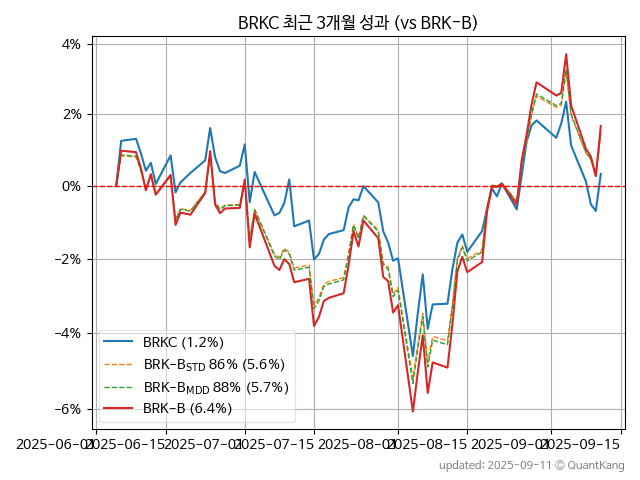 BRKC 최근 3개월 성과 (vs BRK-B)
4%
2%
0%
−2%
−4%
−6%
BRKC (1.2%)
BRK-BSTD 86% (5.6%)
BRK-BMDD 88% (5.7%)
BRK-B (6.4%)
2025-06-01
2025-06-15
2025-07-01
2025-07-15
2025-08-01
2025-08-15
2025-09-01
2025-09-15
updated: 2025-09-11 © QuantKang